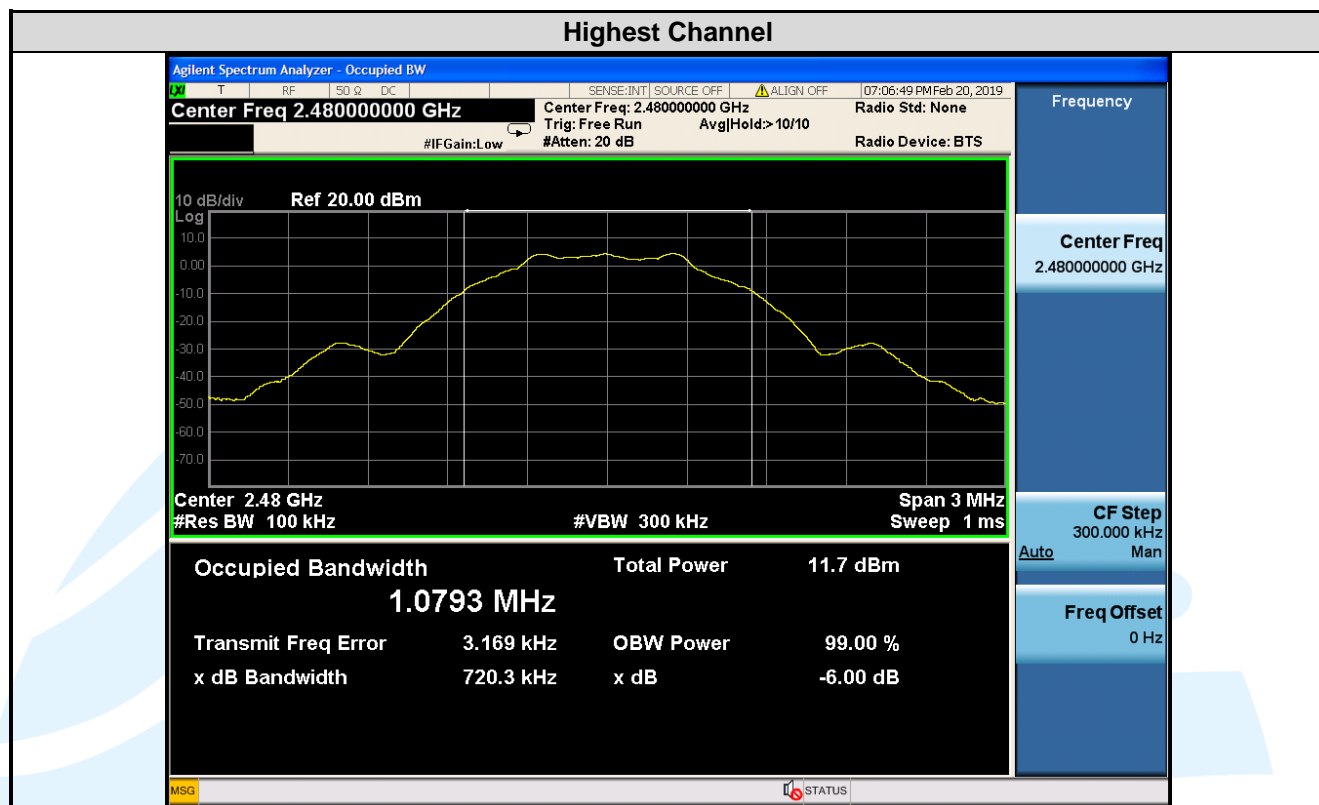 Highest Channel
Agilent Spectrum Analyzer - Occupied BW
LXI T RF 50 Ω DC SENSE:INT SOURCE OFF ALIGN OFF 07:06:49 PM Feb 20, 2019
Center Freq 2.480000000 GHz
Center Freq: 2.480000000 GHz
Radio Std: None
Trig: Free Run Avg|Hold:> 10/10
#IFGain:Low
#Atten: 20 dB
Radio Device: BTS
10 dB/div Ref 20.00 dBm
Log
10.0
0.00
-10.0
-20.0
-30.0
-40.0
-50.0
-60.0
-70.0
Center 2.48 GHz Span 3 MHz
#Res BW 100 kHz #VBW 300 kHz Sweep 1 ms
Occupied Bandwidth
1.0793 MHz
Total Power 11.7 dBm
Transmit Freq Error 3.169 kHz OBW Power 99.00 %
x dB Bandwidth 720.3 kHz x dB -6.00 dB
Frequency
Center Freq
2.480000000 GHz
CF Step
300.000 kHz
Auto Man
Freq Offset
0 Hz
MSG STATUS